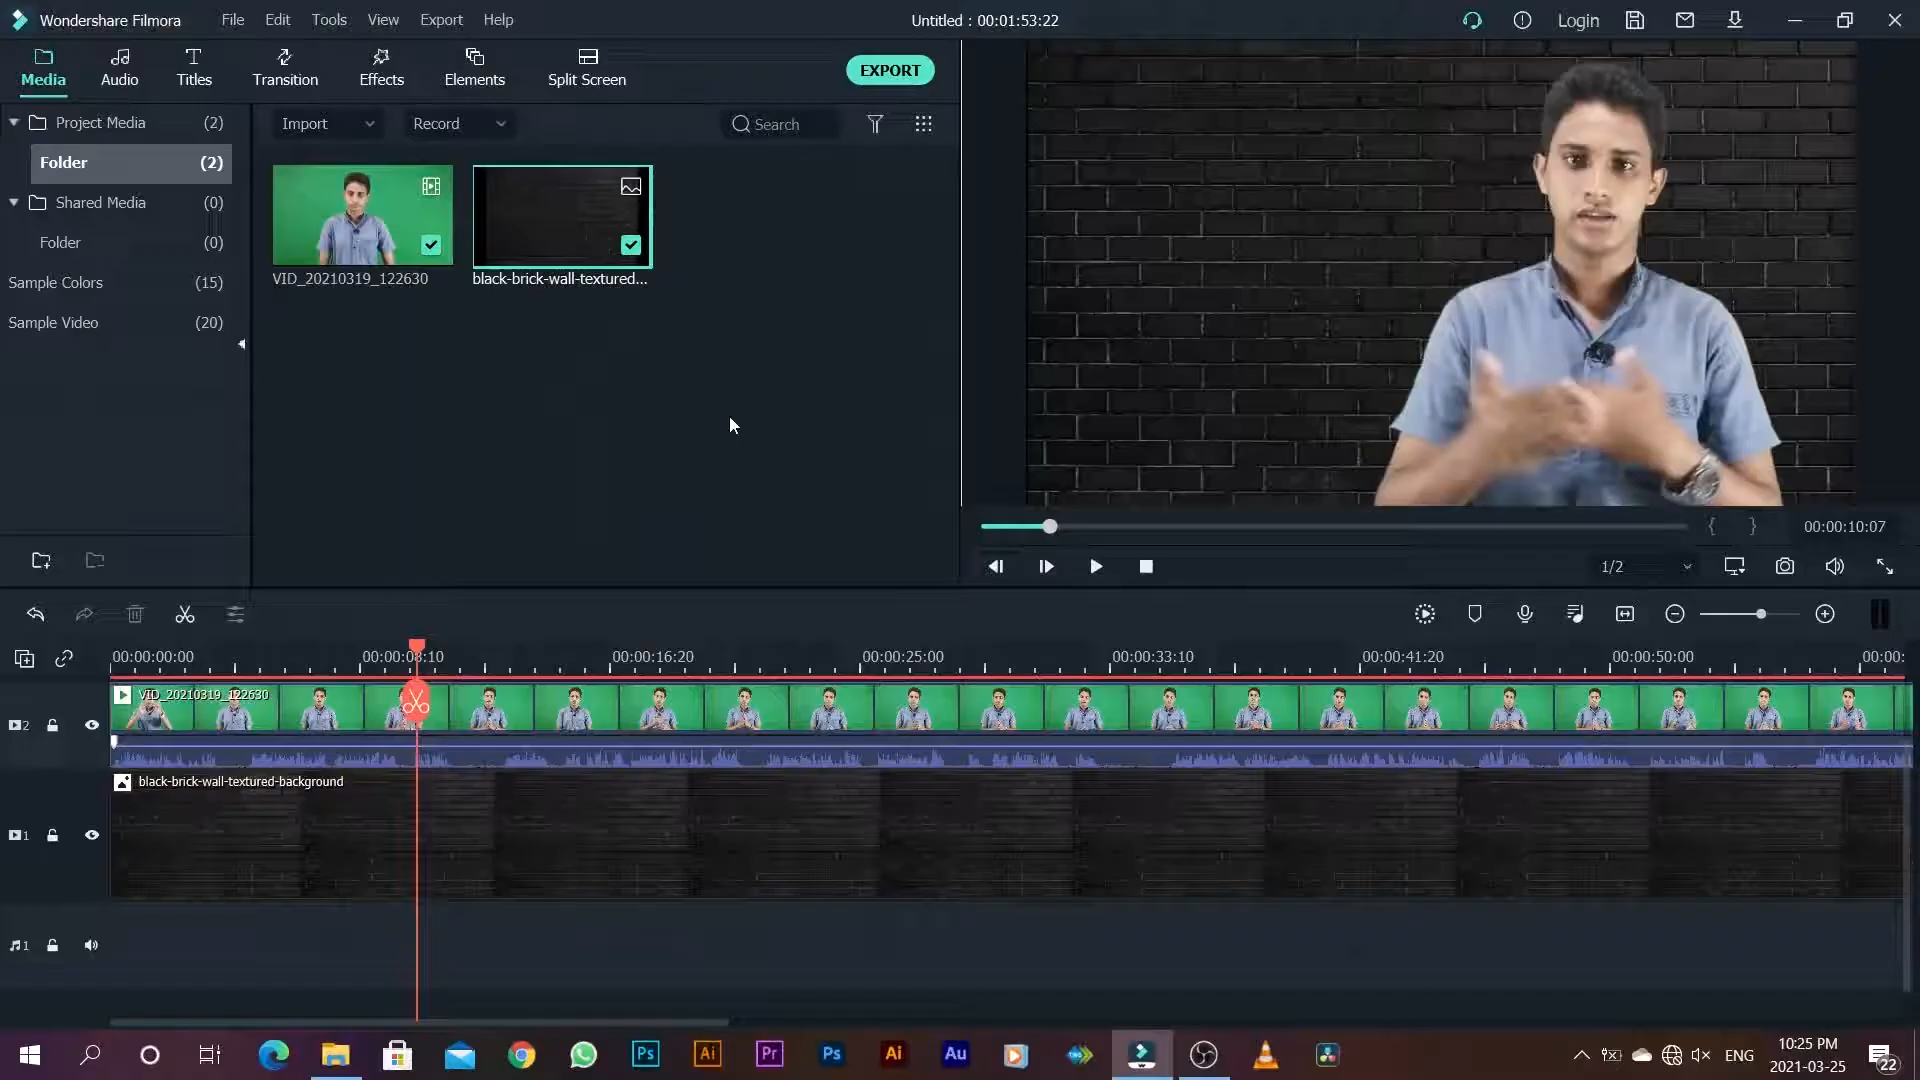 Wondershare Filmora File Edit Tools View Export Help Untitled : 00:01:53:22 Login
Media Audio Titles Transition Effects Elements Split Screen EXPORT
Project Media (2)
Folder (2)
Shared Media (0)
Folder (0)
Sample Colors (15)
Sample Video (20)
Import Record Search
VID_20210319_122630 black-brick-wall-textured...
{ } 00:00:10:07
1/2
00:00:00:00 00:00:08:10 00:00:16:20 00:00:25:00 00:00:33:10 00:00:41:20 00:00:50:00 00:00:
VID_20210319_122630
2
black-brick-wall-textured-background
1
1
Ps Ai Pr Ps Ai Au ENG 10:25 PM
2021-03-25
22